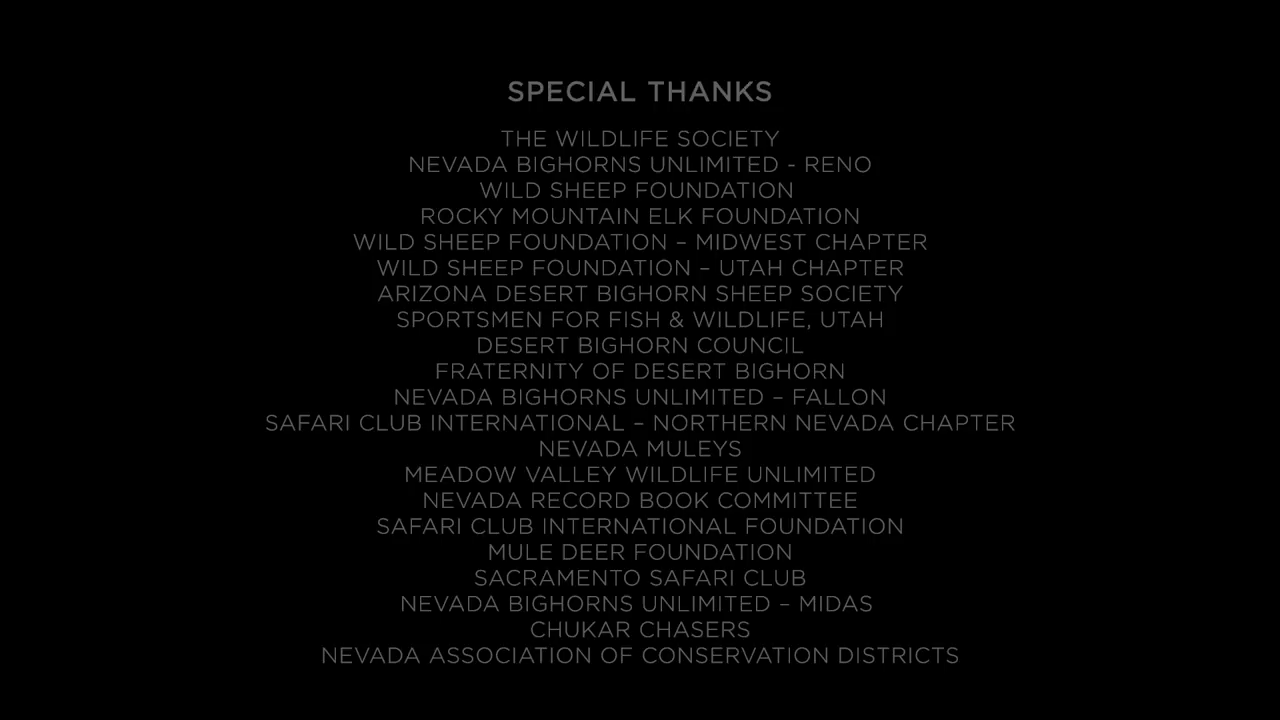 SPECIAL THANKS
THE WILDLIFE SOCIETY
NEVADA BIGHORNS UNLIMITED - RENO
WILD SHEEP FOUNDATION
ROCKY MOUNTAIN ELK FOUNDATION
WILD SHEEP FOUNDATION – MIDWEST CHAPTER
WILD SHEEP FOUNDATION – UTAH CHAPTER
ARIZONA DESERT BIGHORN SHEEP SOCIETY
SPORTSMEN FOR FISH & WILDLIFE, UTAH
DESERT BIGHORN COUNCIL
FRATERNITY OF DESERT BIGHORN
NEVADA BIGHORNS UNLIMITED – FALLON
SAFARI CLUB INTERNATIONAL – NORTHERN NEVADA CHAPTER
NEVADA MULEYS
MEADOW VALLEY WILDLIFE UNLIMITED
NEVADA RECORD BOOK COMMITTEE
SAFARI CLUB INTERNATIONAL FOUNDATION
MULE DEER FOUNDATION
SACRAMENTO SAFARI CLUB
NEVADA BIGHORNS UNLIMITED – MIDAS
CHUKAR CHASERS
NEVADA ASSOCIATION OF CONSERVATION DISTRICTS